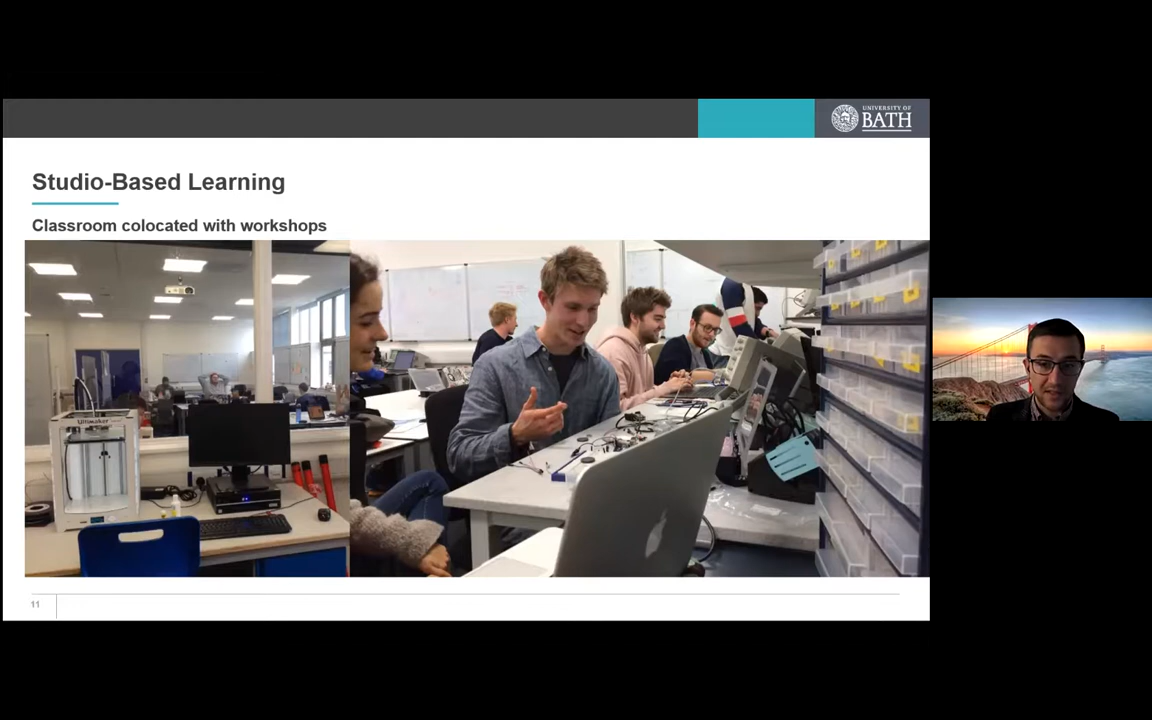 UNIVERSITY OF
BATH
Studio-Based Learning
Classroom colocated with workshops
Ultimaker
11